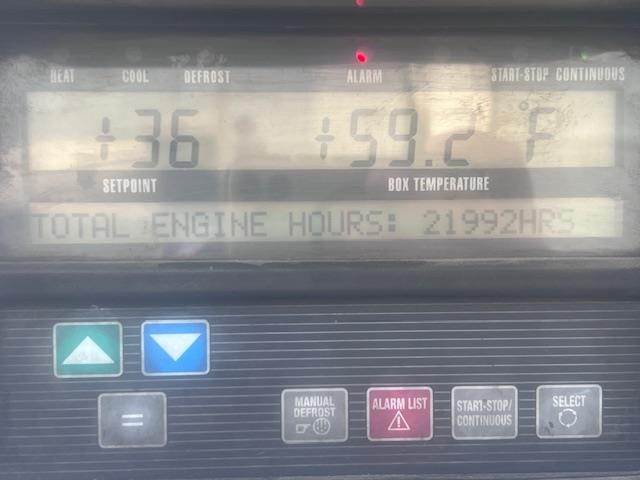 HEAT COOL DEFROST ALARM START-STOP CONTINUOUS
+36 +59.2 °F
SETPOINT BOX TEMPERATURE
TOTAL ENGINE HOURS: 21992HRS
MANUAL DEFROST
ALARM LIST
START-STOP/
CONTINUOUS
SELECT
=